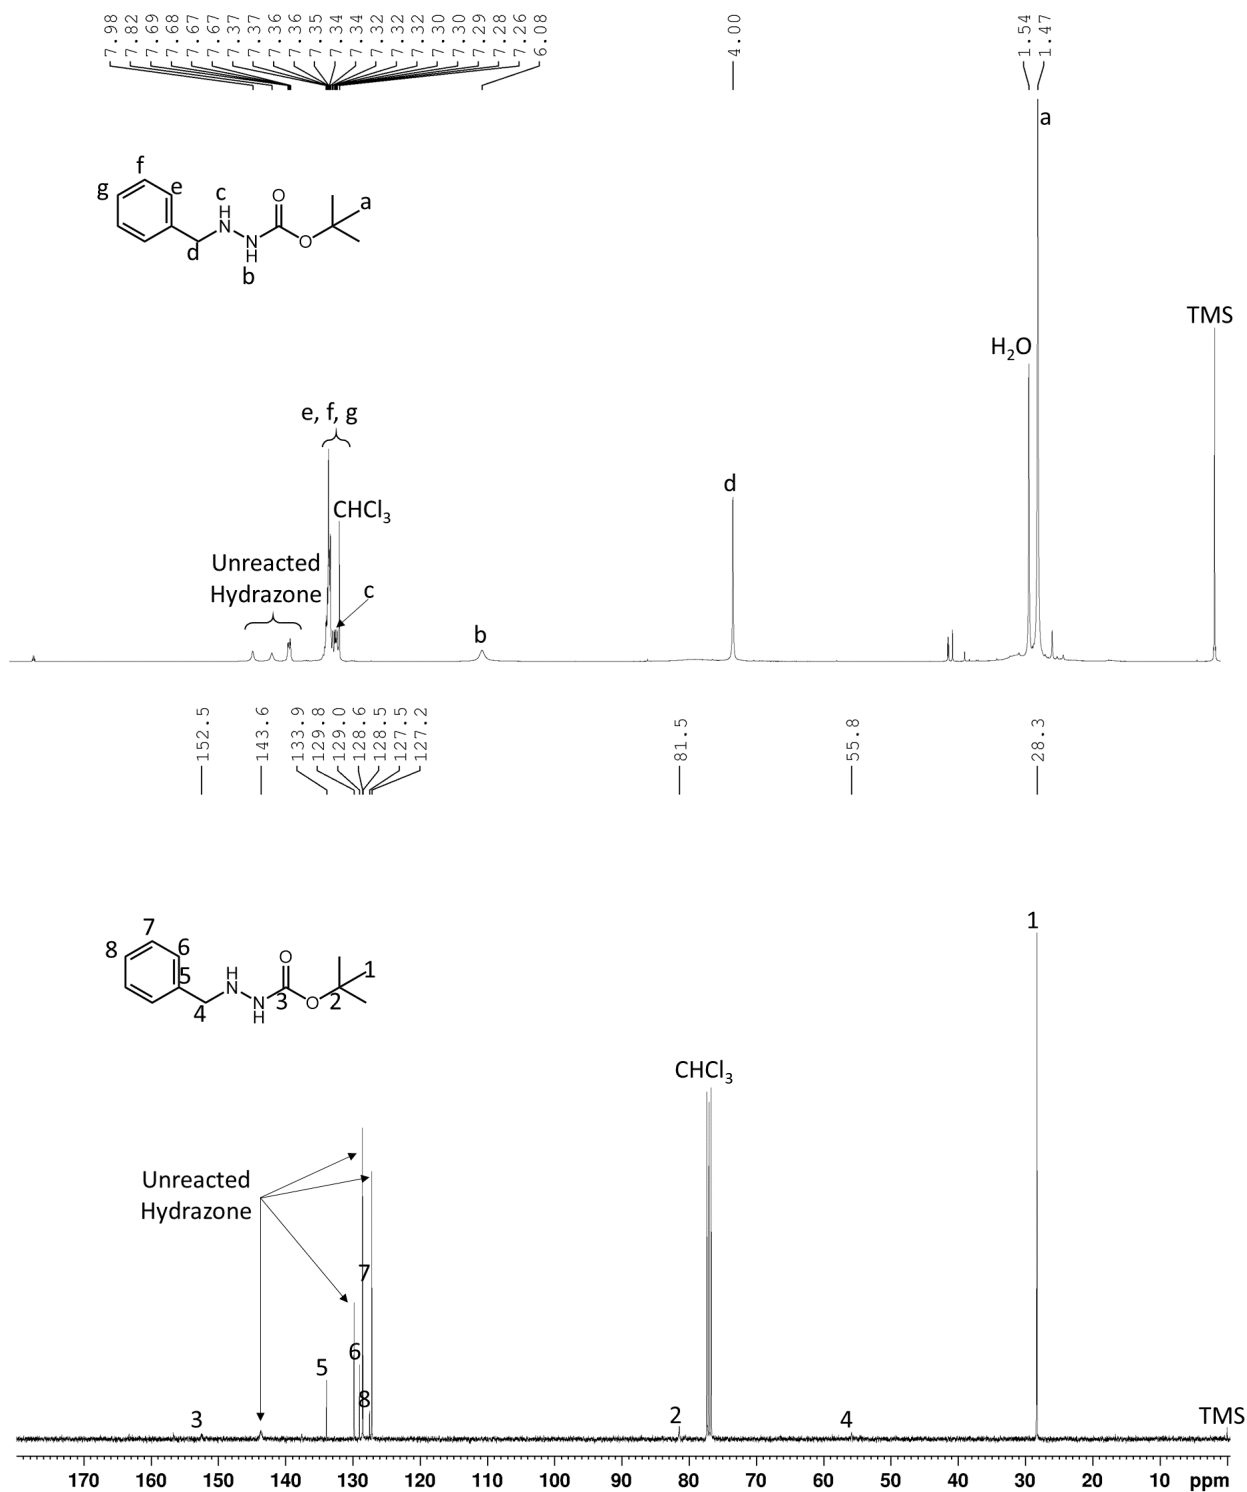 7.98 7.82 7.69 7.68 7.67 7.67 7.37 7.37 7.36 7.36 7.35 7.34 7.34 7.32 7.32 7.32 7.30 7.30 7.29 7.28 7.26 6.08 4.00 1.54 1.47
a
f
g e c a
H
N
O
N
H
O
d
b
TMS
H2O
e, f, g
d
CHCl3
Unreacted
Hydrazone
c
b
152.5 143.6 133.9 129.8 129.0 128.6 128.5 127.5 127.2 81.5 55.8 28.3
7
8 6
5
H
N
O
1
N
H
3
O
2
4
1
CHCl3
Unreacted
Hydrazone
7
6
5
8
3
2
4
TMS
170 160 150 140 130 120 110 100 90 80 70 60 50 40 30 20 10 ppm